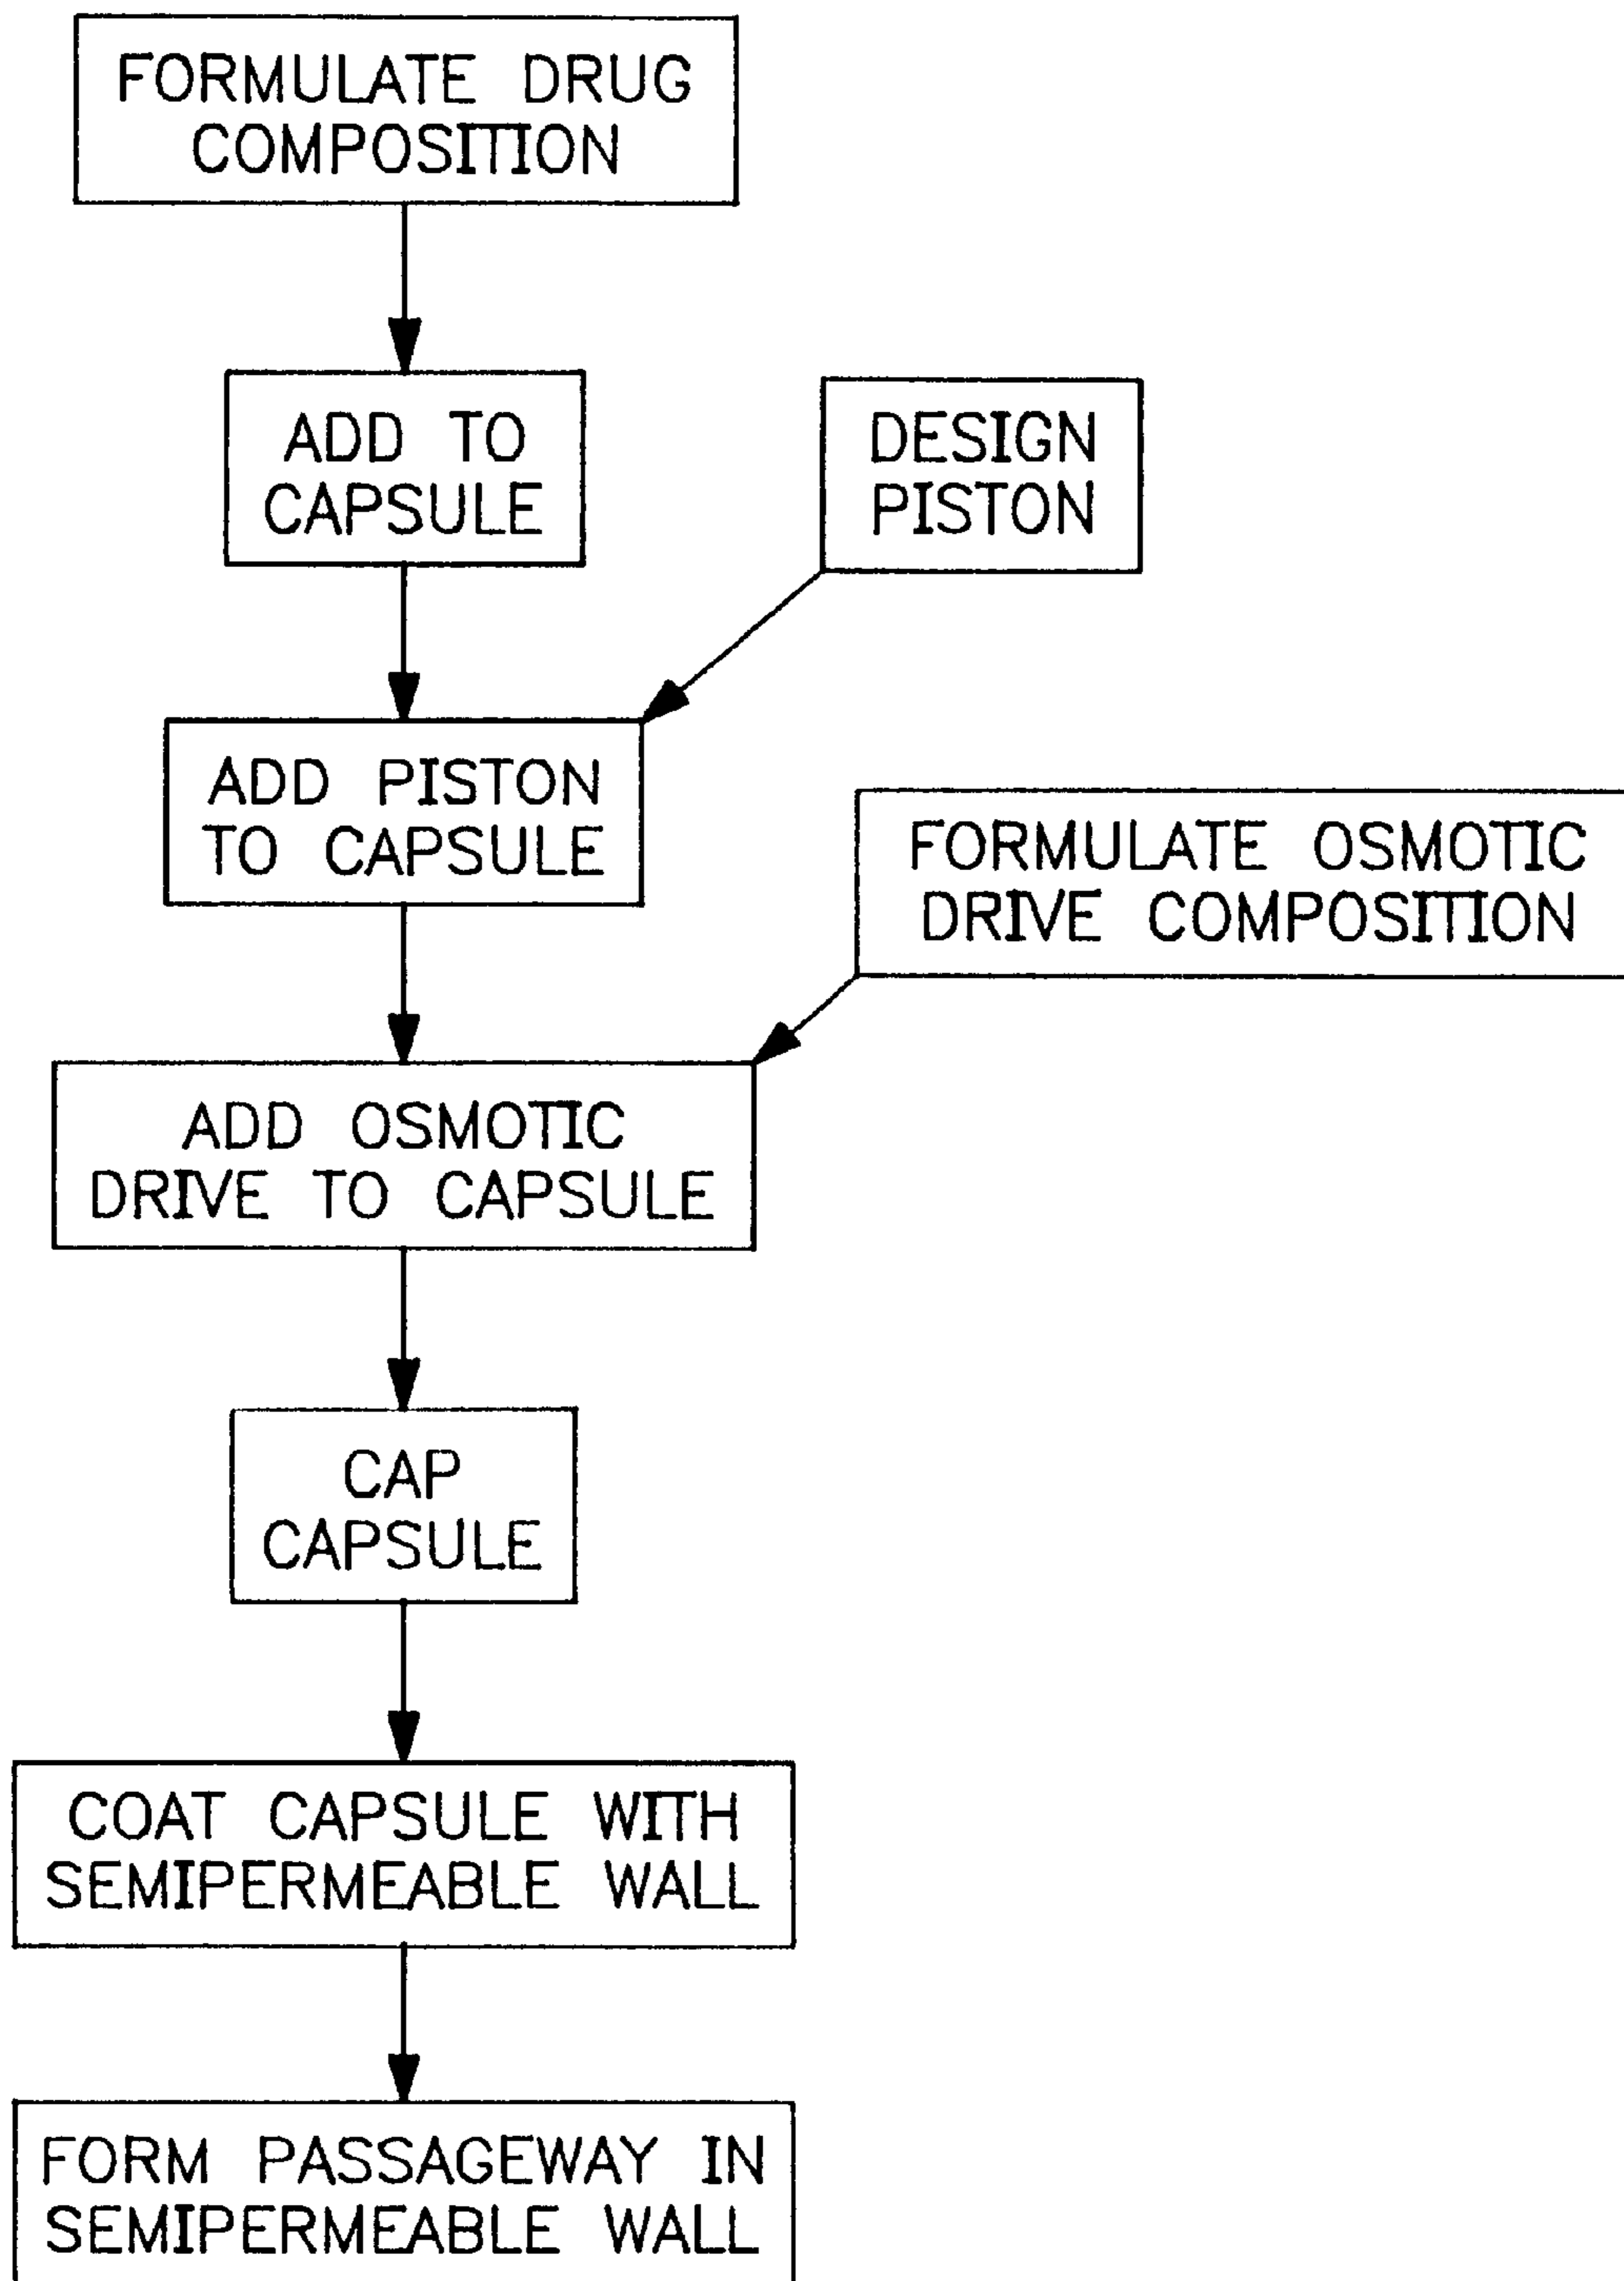 FORMULATE DRUG
COMPOSITION
ADD TO
CAPSULE
DESIGN
PISTON
ADD PISTON
TO CAPSULE
FORMULATE OSMOTIC
DRIVE COMPOSITION
ADD OSMOTIC
DRIVE TO CAPSULE
CAP
CAPSULE
COAT CAPSULE WITH
SEMIPERMEABLE WALL
FORM PASSAGEWAY IN
SEMIPERMEABLE WALL